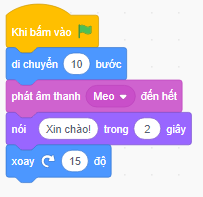 Khi bấm vào
di chuyển 10 bước
phát âm thanh Meo đến hết
nói Xin chào! trong 2 giây
xoay 15 độ